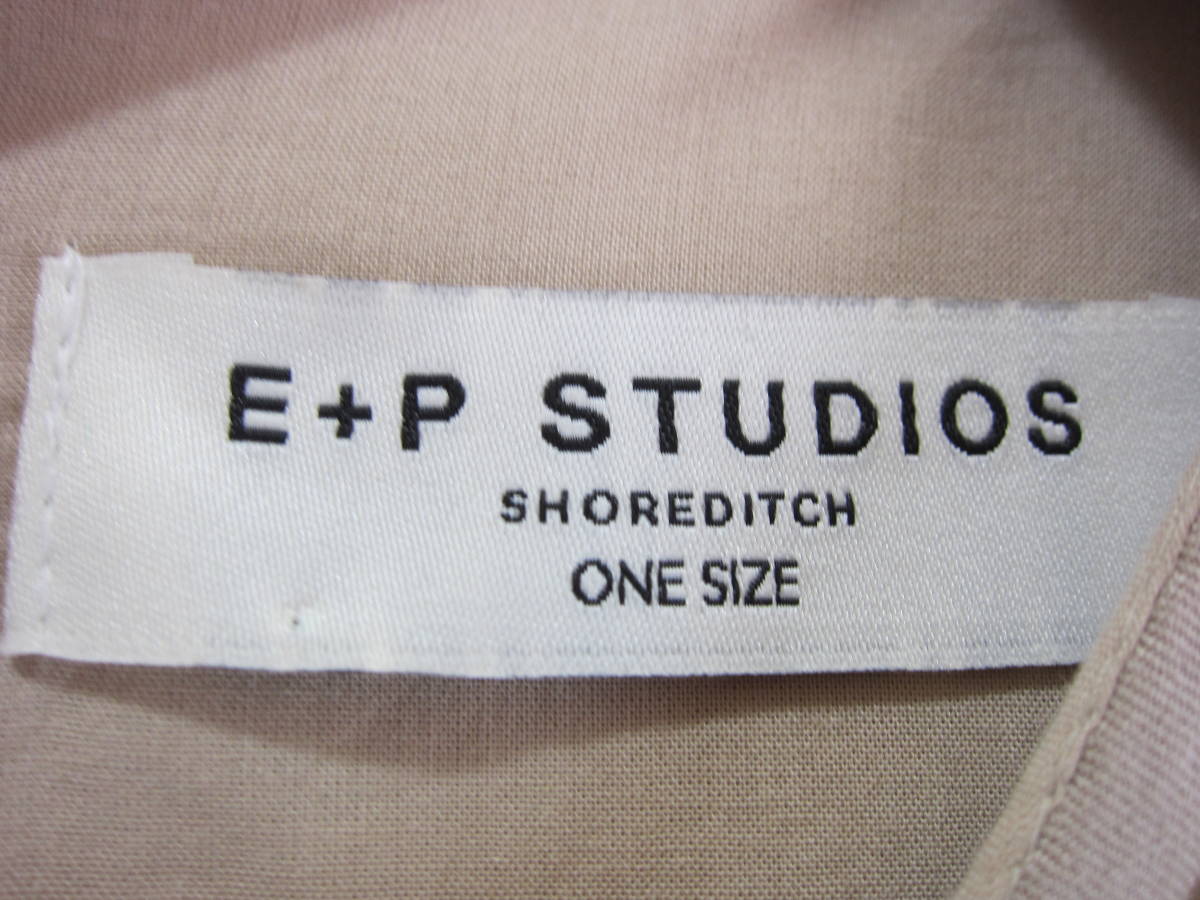 E+P STUDIOS
SHOREDITCH
ONE SIZE